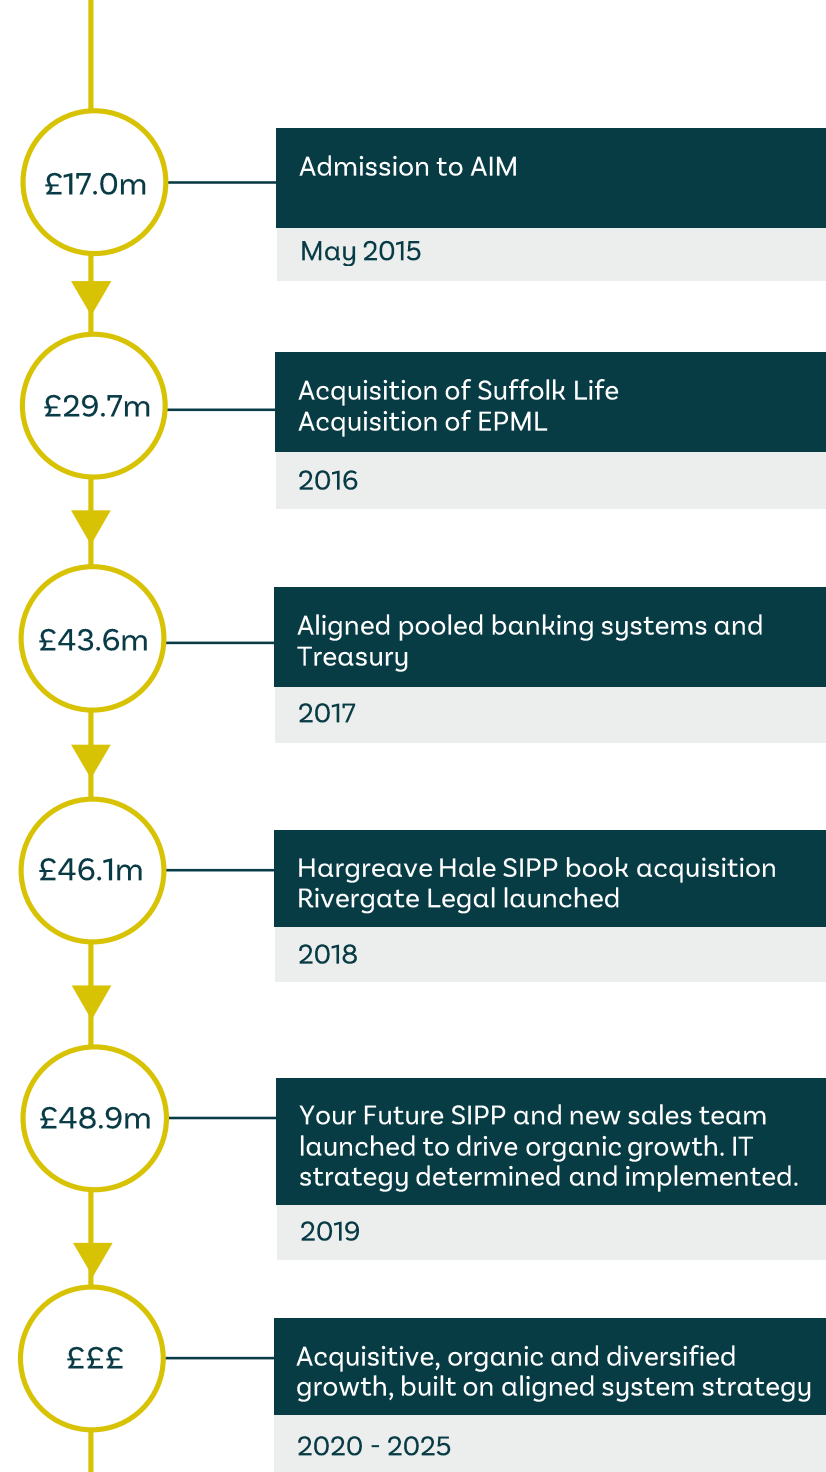 £17.0m
Admission to AIM
May 2015
£29.7m
Acquisition of Suffolk Life
Acquisition of EPML
2016
£43.6m
Aligned pooled banking systems and
Treasury
2017
£46.1m
Hargreave Hale SIPP book acquisition
Rivergate Legal launched
2018
£48.9m
Your Future SIPP and new sales team
launched to drive organic growth. IT
strategy determined and implemented.
2019
£££
Acquisitive, organic and diversified
growth, built on aligned system strategy
2020 - 2025